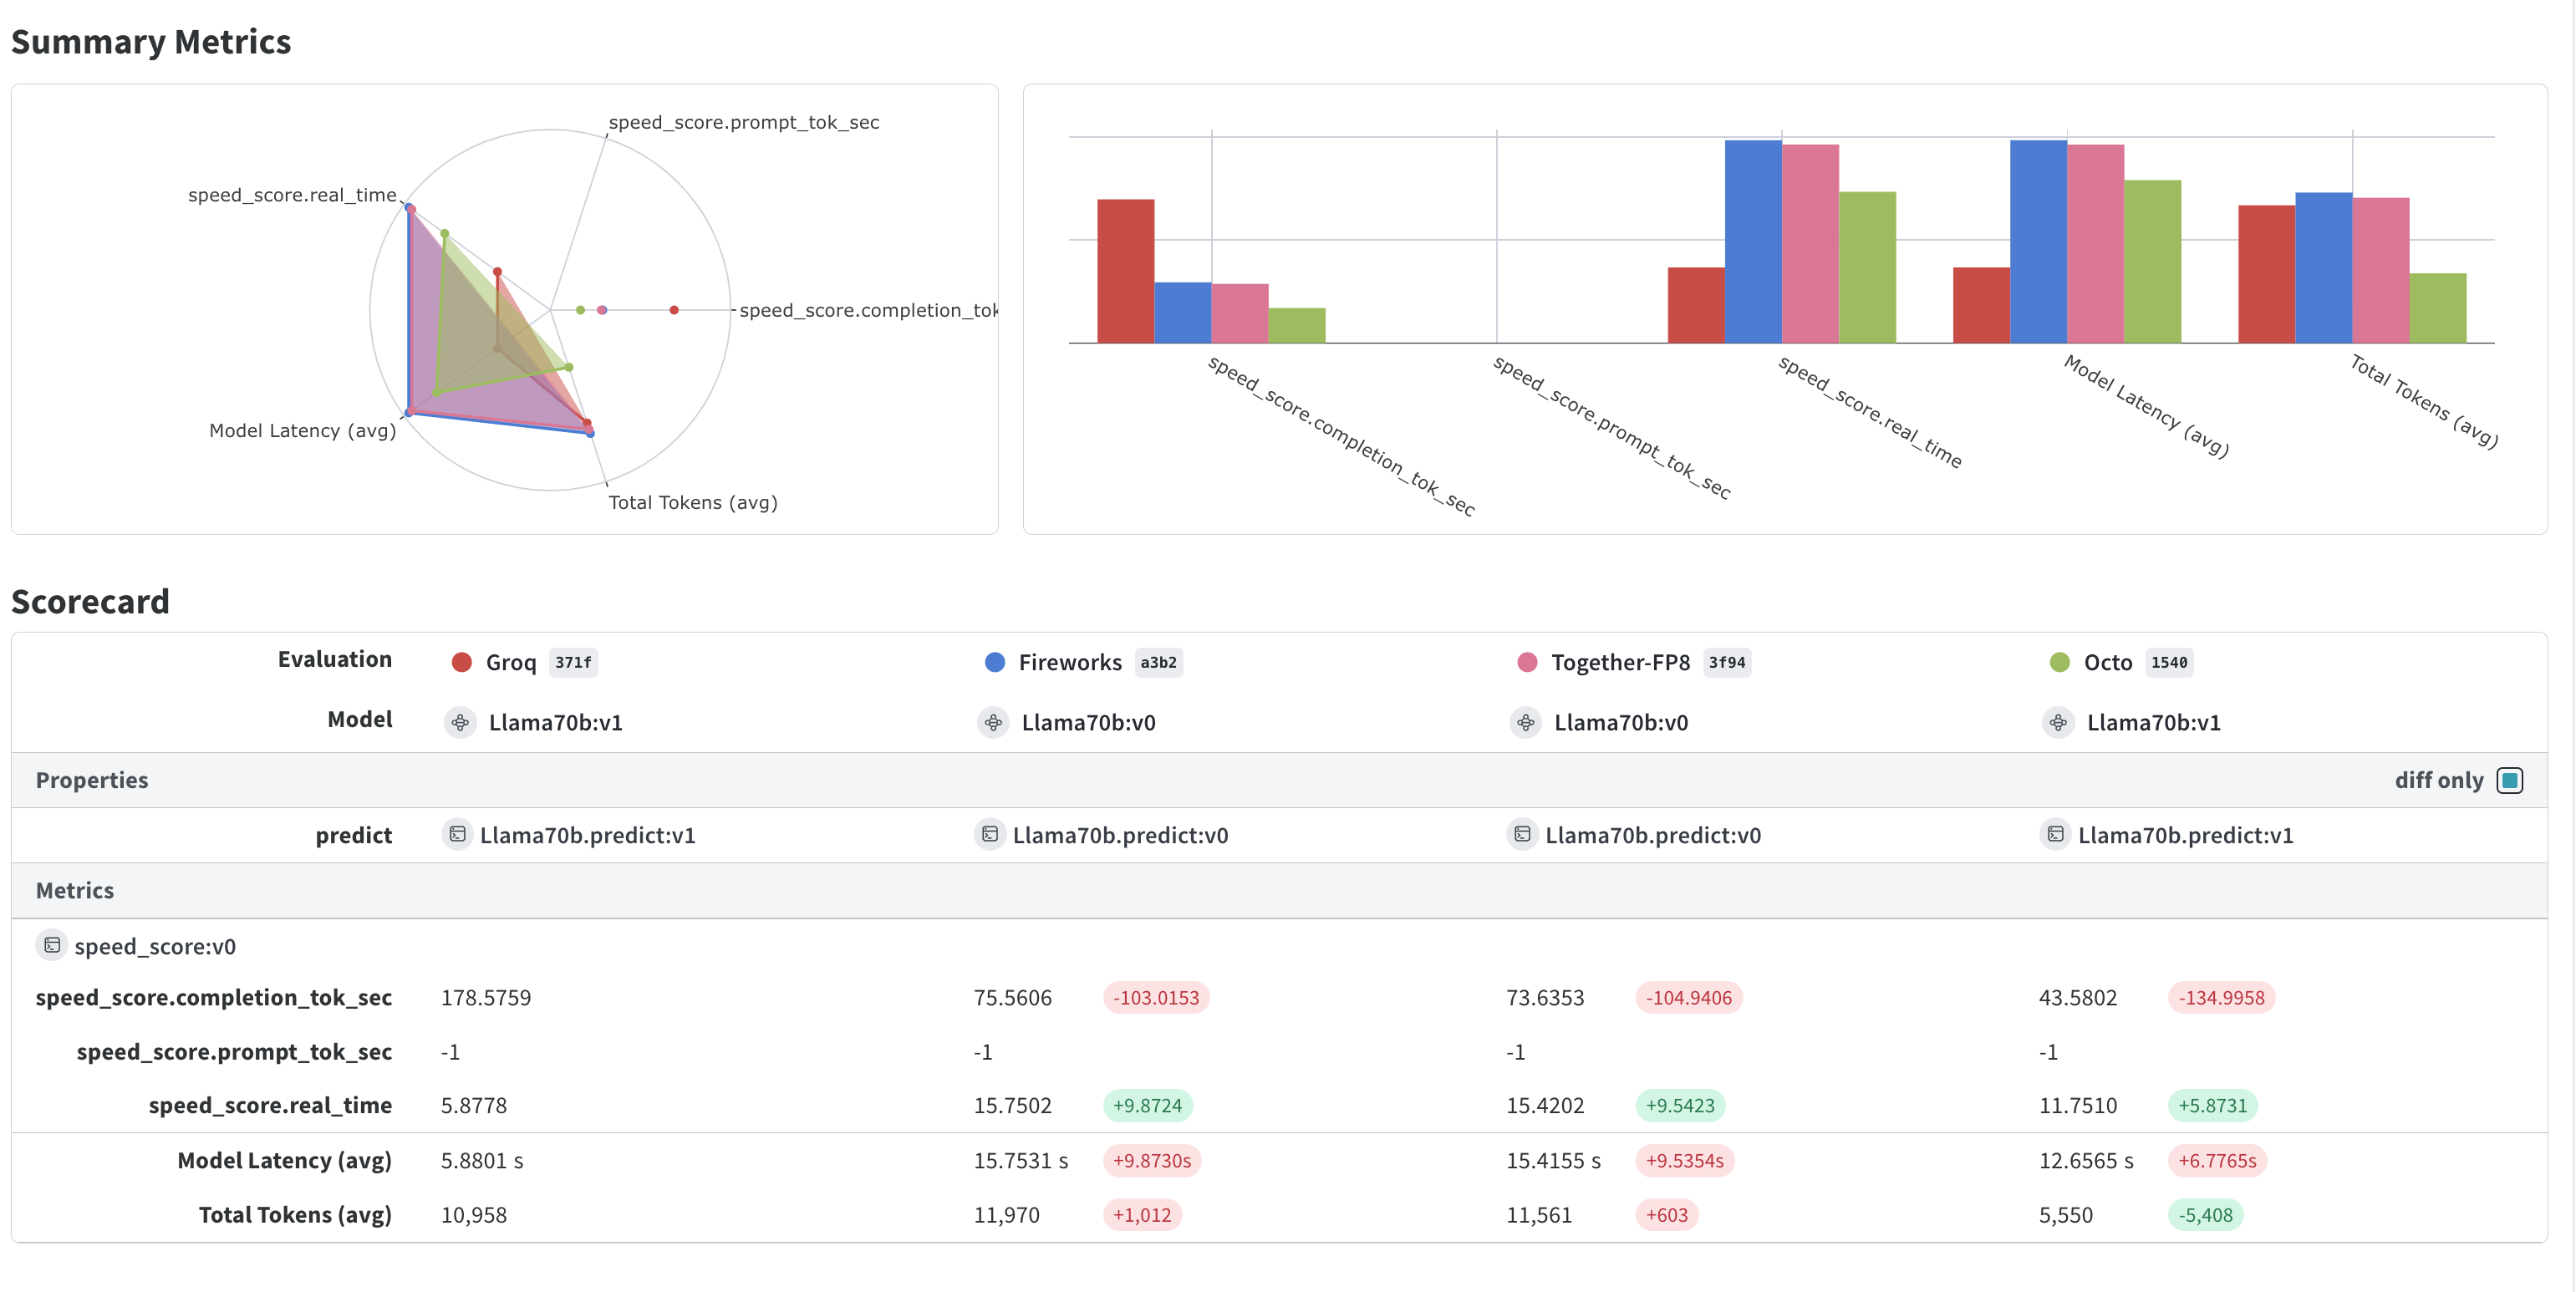 Summary Metrics
speed_score.prompt_tok_sec
speed_score.real_time
speed_score.completion_tok
Model Latency (avg)
Total Tokens (avg)
speed_score.completion_tok_sec
speed_score.prompt_tok_sec
speed_score.real_time
Model Latency (avg)
Total Tokens (avg)
Scorecard
Evaluation Groq 371f Fireworks a3b2 Together-FP8 3f94 Octo 1540
Model Llama70b:v1 Llama70b:v0 Llama70b:v0 Llama70b:v1
Properties diff only
predict Llama70b.predict:v1 Llama70b.predict:v0 Llama70b.predict:v0 Llama70b.predict:v1
Metrics
speed_score:v0
speed_score.completion_tok_sec 178.5759 75.5606 -103.0153 73.6353 -104.9406 43.5802 -134.9958
speed_score.prompt_tok_sec -1 -1 -1 -1
speed_score.real_time 5.8778 15.7502 +9.8724 15.4202 +9.5423 11.7510 +5.8731
Model Latency (avg) 5.8801 s 15.7531 s +9.8730s 15.4155 s +9.5354s 12.6565 s +6.7765s
Total Tokens (avg) 10,958 11,970 +1,012 11,561 +603 5,550 -5,408